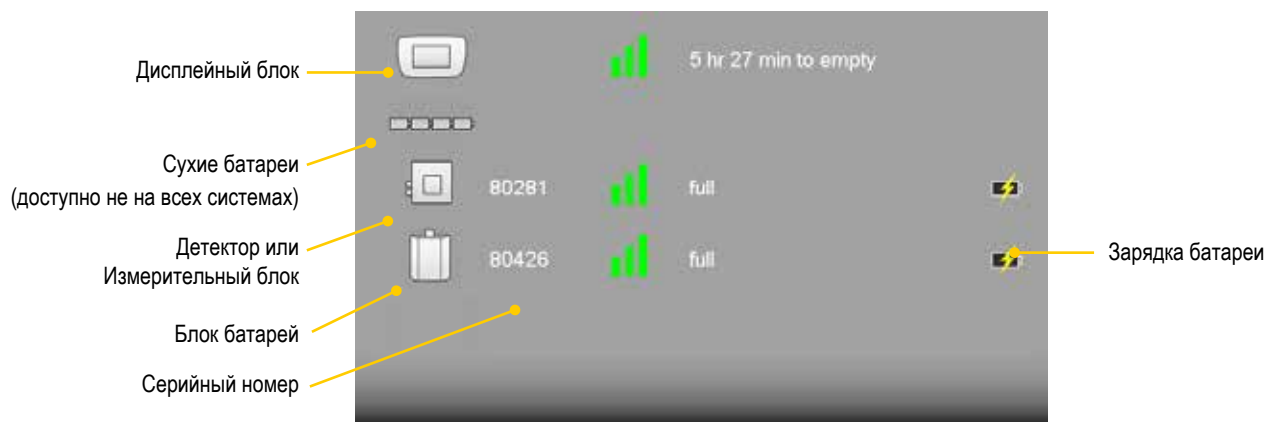 Дисплейный блок
5 hr 27 min to empty
Сухие батареи
(доступно не на всех системах)
80281
full
Детектор или
Измерительный блок
80426
full
Зарядка батареи
Блок батарей
Серийный номер